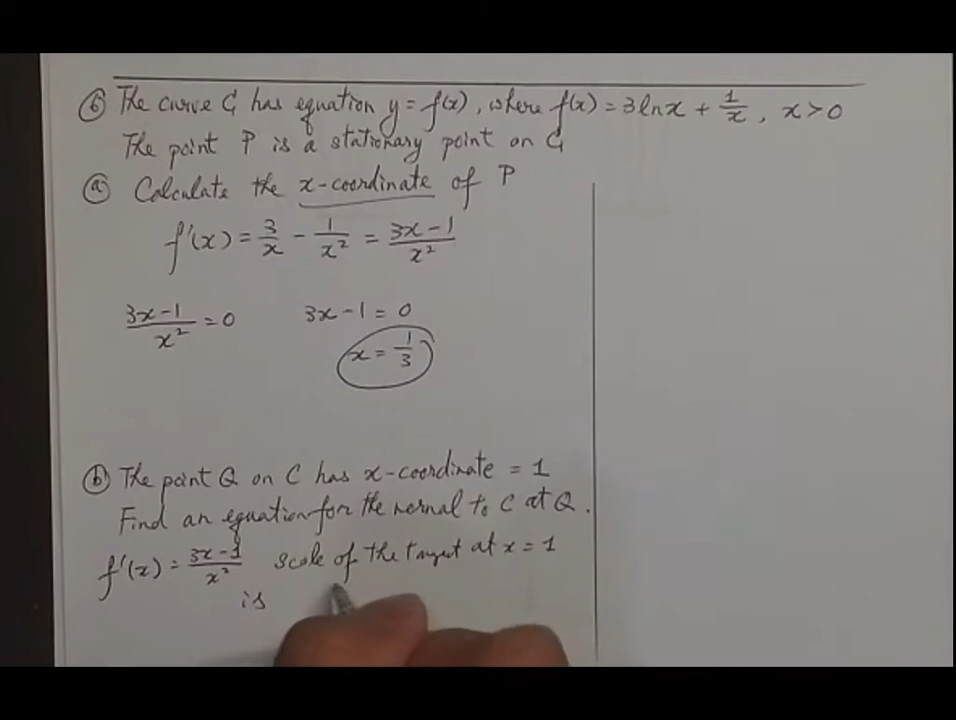 ⑥ The curve C has equation y = f(x), where f(x) = 3lnx + 1/x, x > 0
The point P is a stationary point on C
ⓐ Calculate the x-coordinate of P
f'(x) = 3/x - 1/x² = 3x-1/x²
3x-1/x² = 0 3x-1 = 0
x = 1/3
ⓑ The point Q on C has x-coordinate = 1
Find an equation for the normal to C at Q.
f'(x) = 3x-1/x² scale of the tangent at x = 1
is